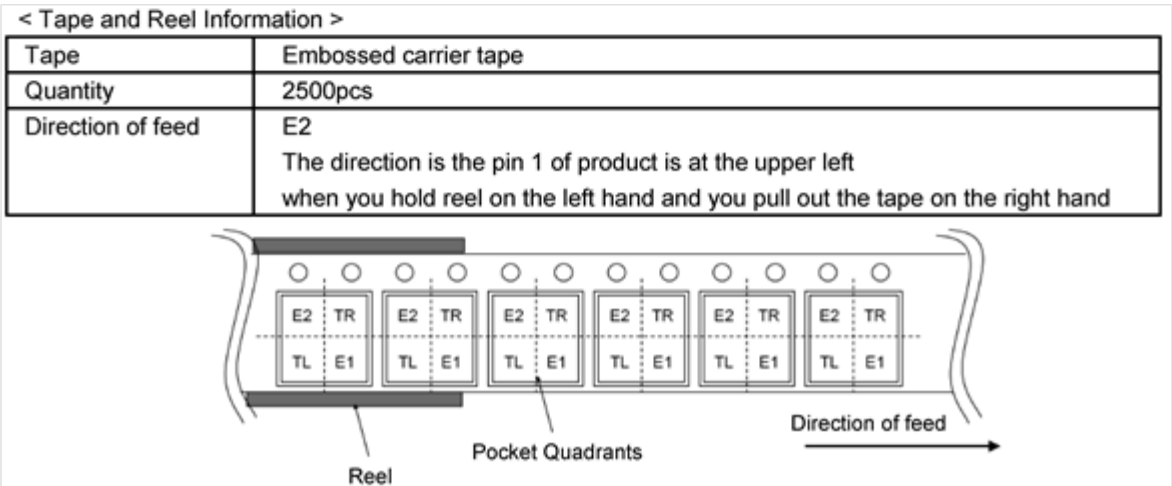 < Tape and Reel Information >
Tape Embossed carrier tape
Quantity 2500pcs
Direction of feed E2
The direction is the pin 1 of product is at the upper left
when you hold reel on the left hand and you pull out the tape on the right hand
E2 TR E2 TR E2 TR E2 TR E2 TR E2 TR
TL E1 TL E1 TL E1 TL E1 TL E1 TL E1
Direction of feed
Pocket Quadrants
Reel